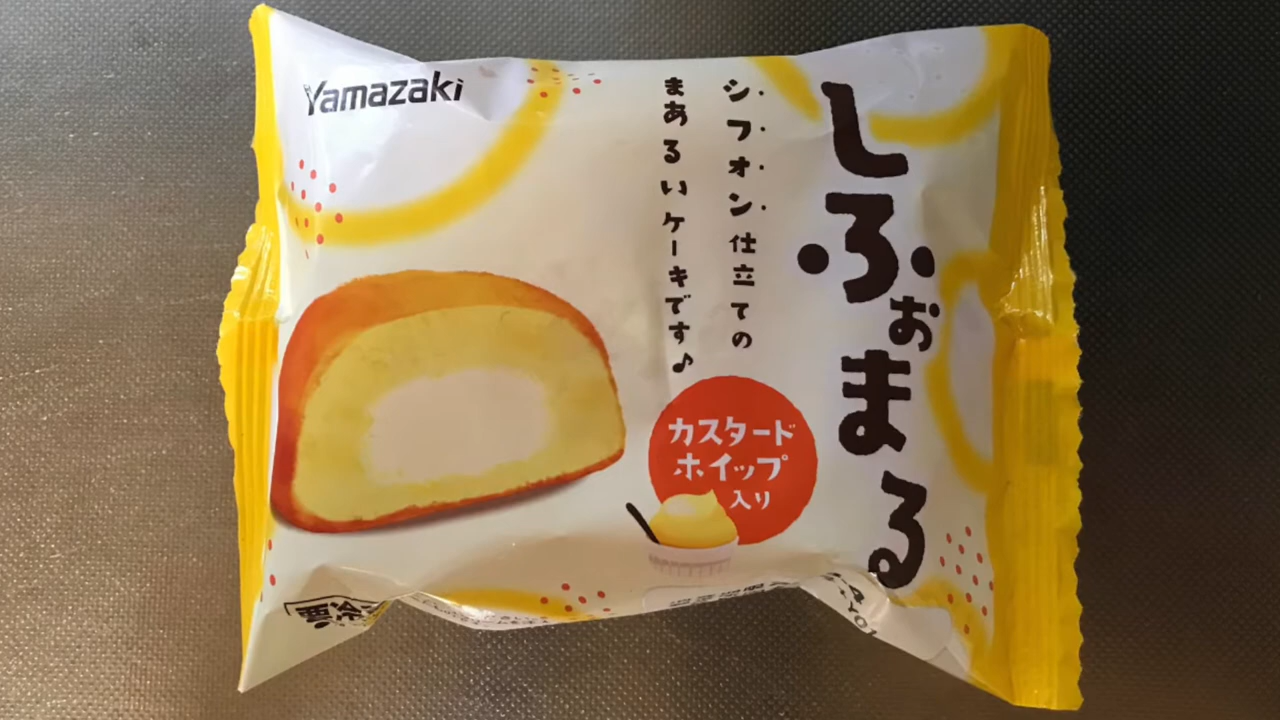 Yamazaki
しふぉまる
シフォン仕立ての
まあるいケーキです♪
カスタード
ホイップ
入り